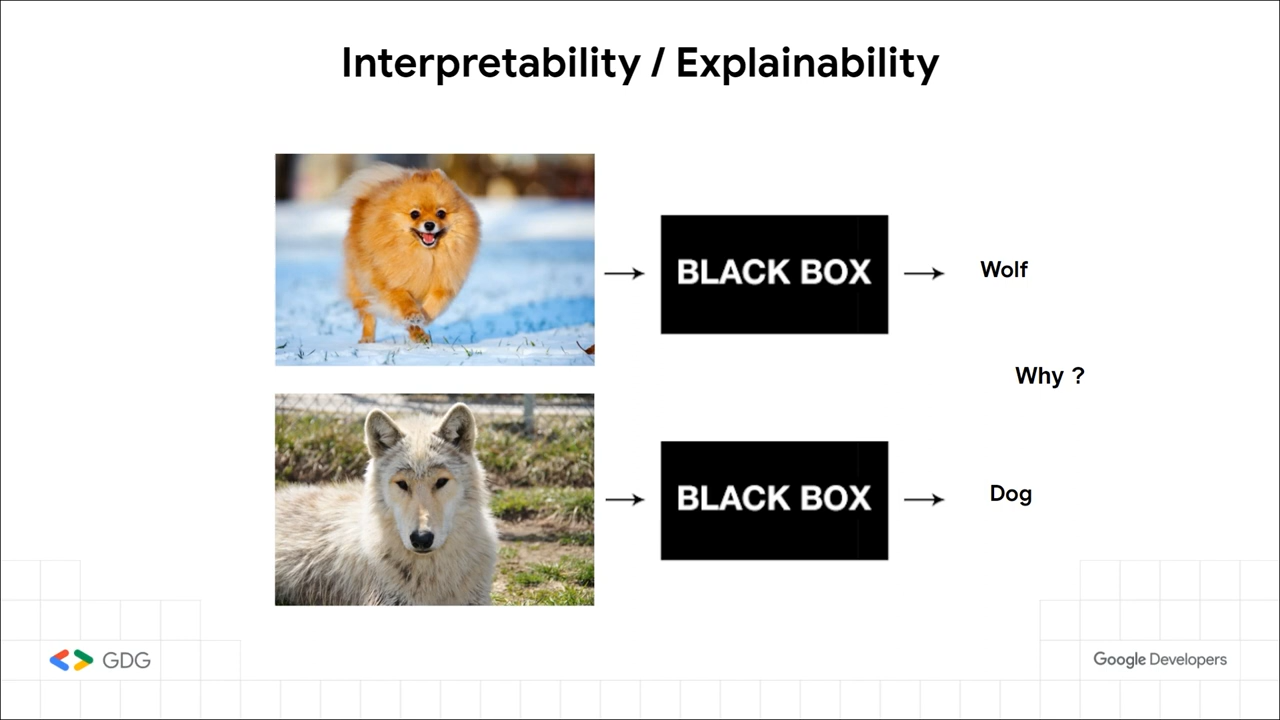 Interpretability / Explainability
BLACK BOX
Wolf
Why ?
BLACK BOX
Dog
GDG
Google Developers